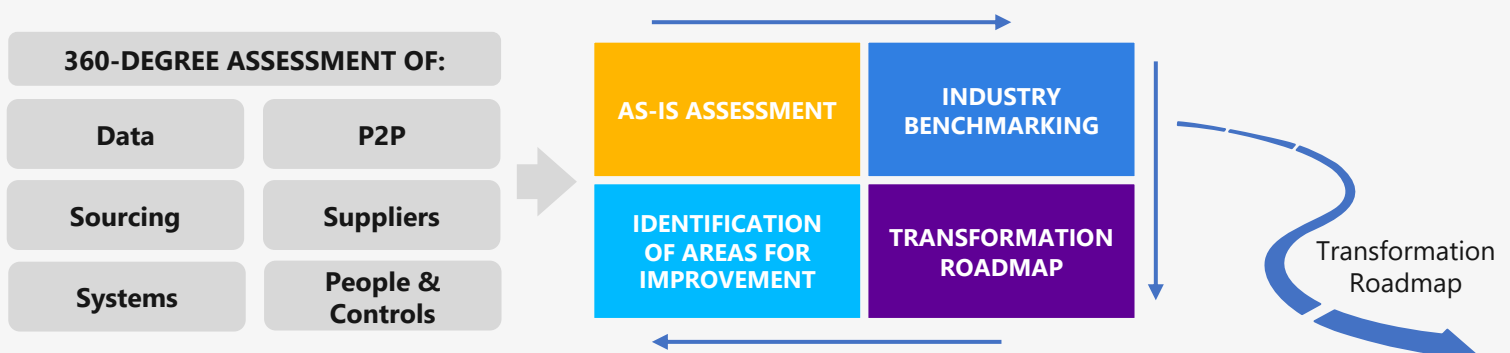 360-DEGREE ASSESSMENT OF:
Data
P2P
Sourcing
Suppliers
Systems
People &
Controls
AS-IS ASSESSMENT
INDUSTRY
BENCHMARKING
IDENTIFICATION
OF AREAS FOR
IMPROVEMENT
TRANSFORMATION
ROADMAP
Transformation
Roadmap